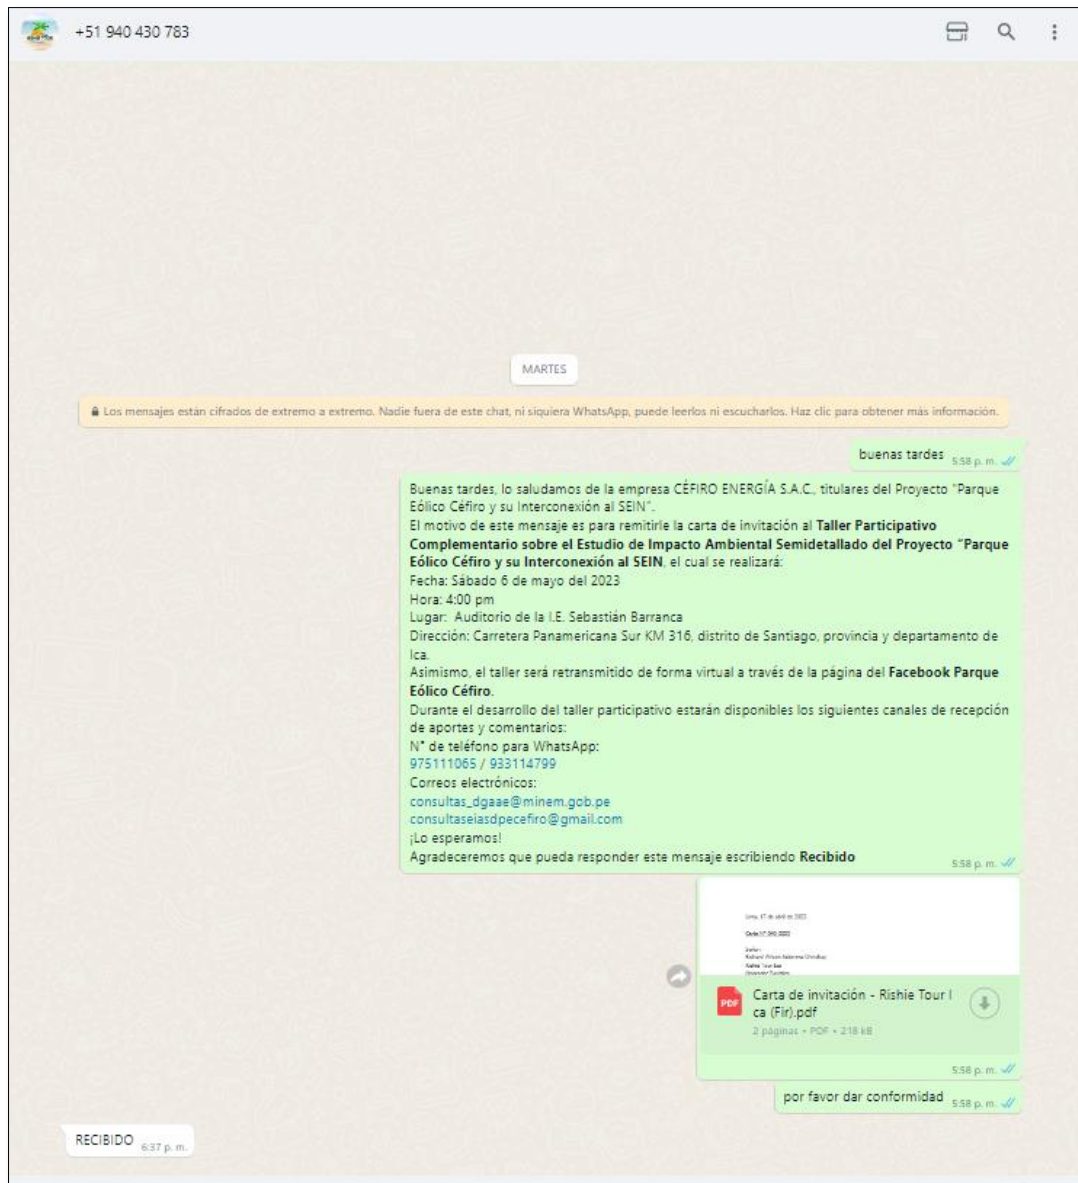 +51 940 430 783
MARTES
Los mensajes están cifrados de extremo a extremo. Nadie fuera de este chat, ni siquiera WhatsApp, puede leerlos ni escucharlos. Haz clic para obtener más información.
buenas tardes 5:58 p. m.
Buenas tardes, lo saludamos de la empresa CÉFIRO ENERGÍA S.A.C., titulares del Proyecto "Parque
Eólico Céfiro y su Interconexión al SEIN".
El motivo de este mensaje es para remitirle la carta de invitación al Taller Participativo
Complementario sobre el Estudio de Impacto Ambiental Semidetallado del Proyecto "Parque
Eólico Céfiro y su Interconexión al SEIN, el cual se realizará:
Fecha: Sábado 6 de mayo del 2023
Hora: 4:00 pm
Lugar: Auditorio de la I.E. Sebastián Barranca
Dirección: Carretera Panamericana Sur KM 316, distrito de Santiago, provincia y departamento de
Ica.
Asimismo, el taller será retransmitido de forma virtual a través de la página del Facebook Parque
Eólico Céfiro.
Durante el desarrollo del taller participativo estarán disponibles los siguientes canales de recepción
de aportes y comentarios:
N° de teléfono para WhatsApp:
975111065 / 933114799
Correos electrónicos:
consultas_dgaae@minem.gob.pe
consultaseiasdpecefiro@gmail.com
¡Lo esperamos!
Agradeceremos que pueda responder este mensaje escribiendo Recibido 5:58 p. m.
Señor:
PDF
Carta de invitación - Rishie Tour I
ca (Fir).pdf
2 páginas • PDF • 218 kB
5:58 p. m.
por favor dar conformidad 5:58 p. m.
RECIBIDO 6:37 p. m.